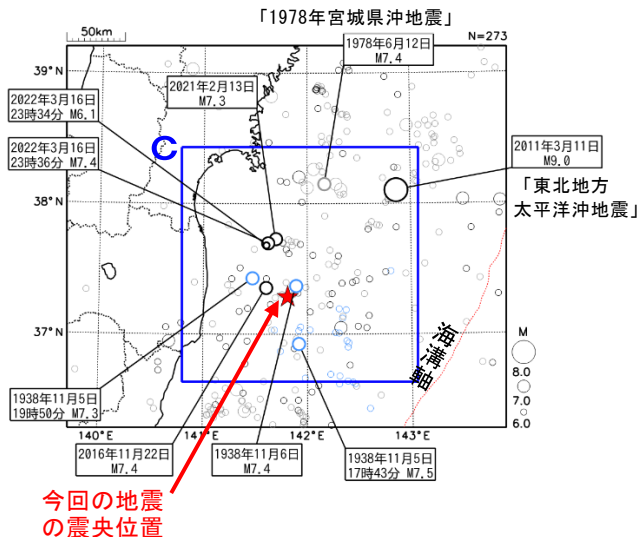 「1978年宮城県沖地震」
50km
N=273
1978年6月12日
M7.4
2021年2月13日
M7.3
2022年3月16日
23時34分 M6.1
2022年3月16日
23時36分 M7.4
C
2011年3月11日
M9.0
「東北地方
太平洋沖地震」
39°N
38°N
37°N
海溝軸
M
8.0
7.0
6.0
140°E
141°E
142°E
143°E
1938年11月5日
19時50分 M7.3
2016年11月22日
M7.4
1938年11月6日
M7.4
1938年11月5日
17時43分 M7.5
今回の地震
の震央位置